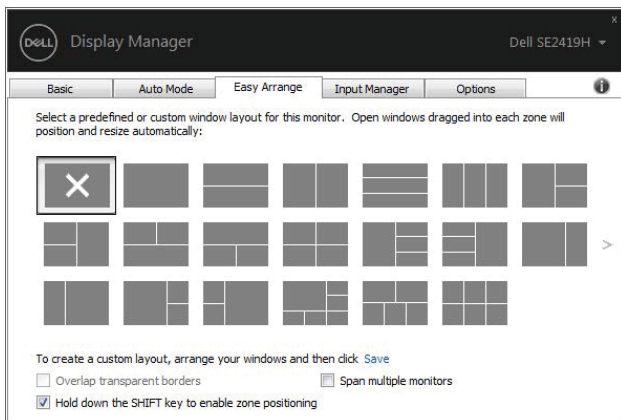 x
DELL Display Manager Dell SE2419H
Basic Auto Mode Easy Arrange Input Manager Options i
Select a predefined or custom window layout for this monitor. Open windows dragged into each zone will
position and resize automatically:
>
To create a custom layout, arrange your windows and then click Save
Overlap transparent borders Span multiple monitors
Hold down the SHIFT key to enable zone positioning